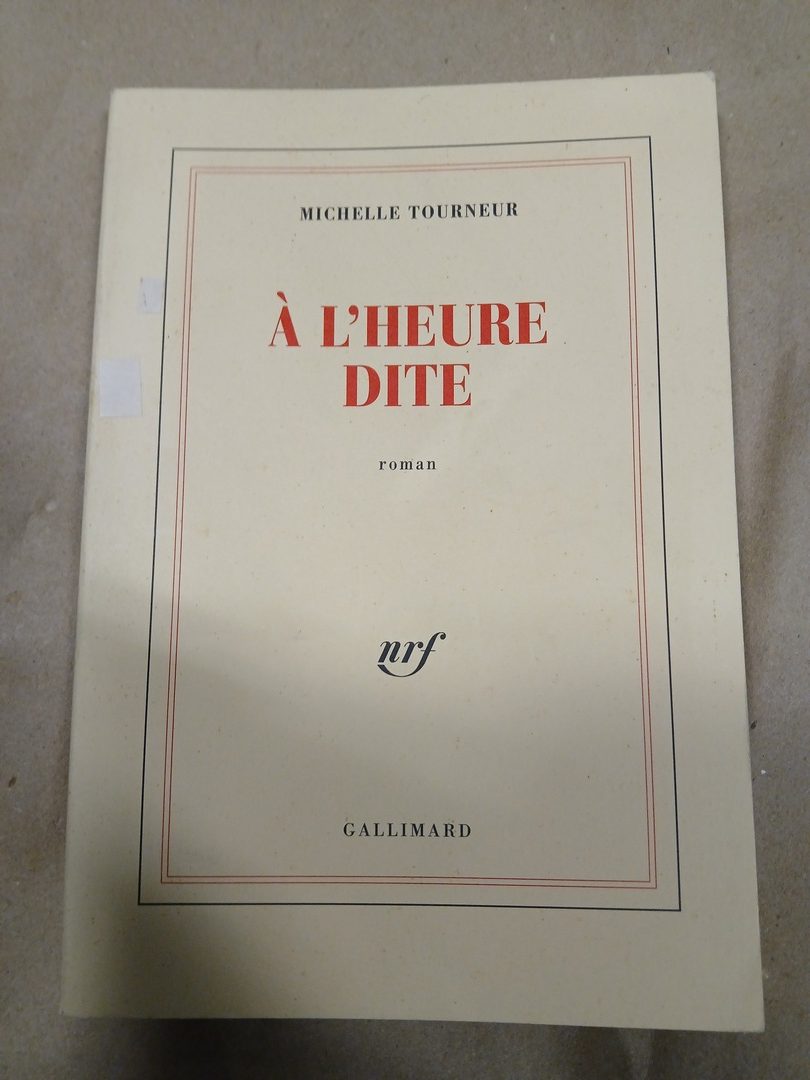 MICHELLE TOURNEUR
À L'HEURE
DITE
roman
nrf
GALLIMARD